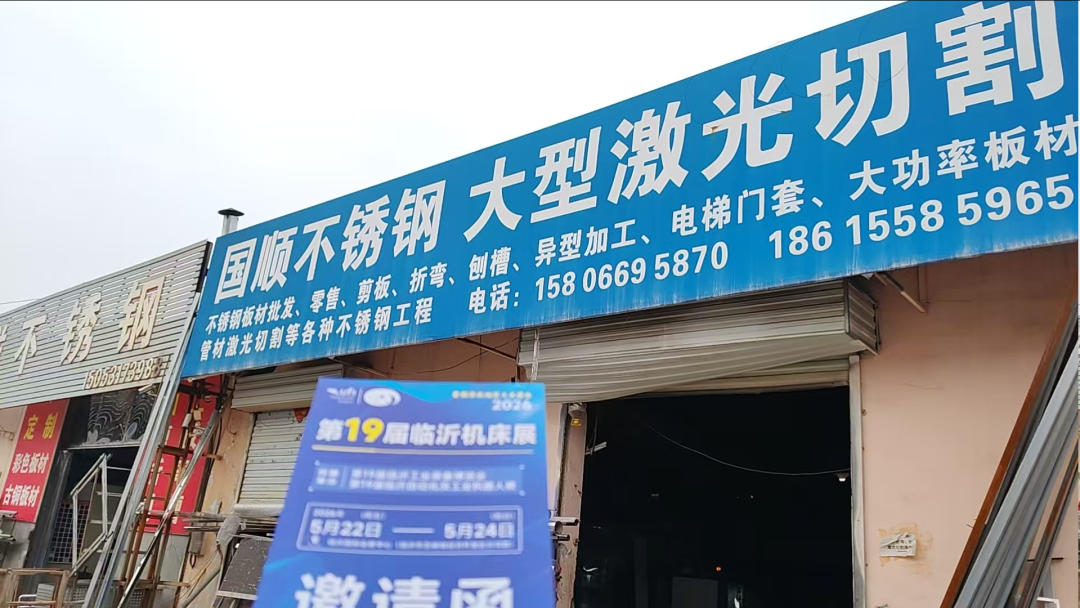 国顺不锈钢 大型激光切割
不锈钢板材批发、零售、剪板、折弯、刨槽、异型加工、电梯门套、大功率板材
管材激光切割等各种不锈钢工程 电话：158 0669 5870 186 1558 5965
不锈钢
定制
彩色板材
古铜板材
2026
第19届临沂机床展
5月22日 —— 5月24日
邀请函